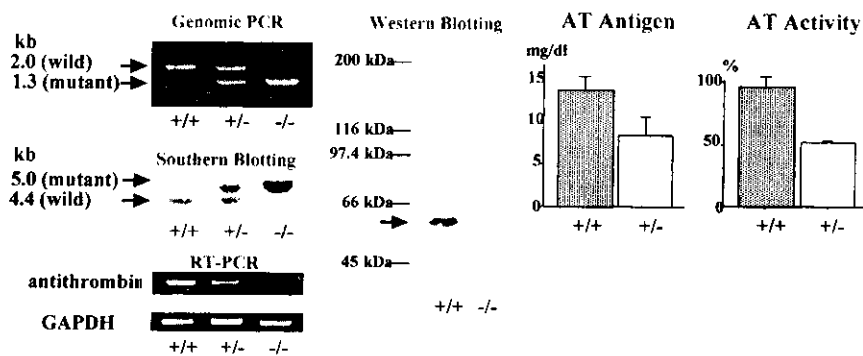 Genomic PCR
kb
2.0 (wild)
1.3 (mutant)
+/+ +/- -/-
kb
Southern Blotting
5.0 (mutant)
4.4 (wild)
+/+ +/- -/-
RT-PCR
antithrombin
GAPDH
+/+ +/- -/-
Western Blotting
200 kDa
116 kDa
97.4 kDa
66 kDa
45 kDa
+/+ -/-
AT Antigen
mg/dl
15
10
5
0
+/+ +/-
AT Activity
%
100
50
0
+/+ +/-